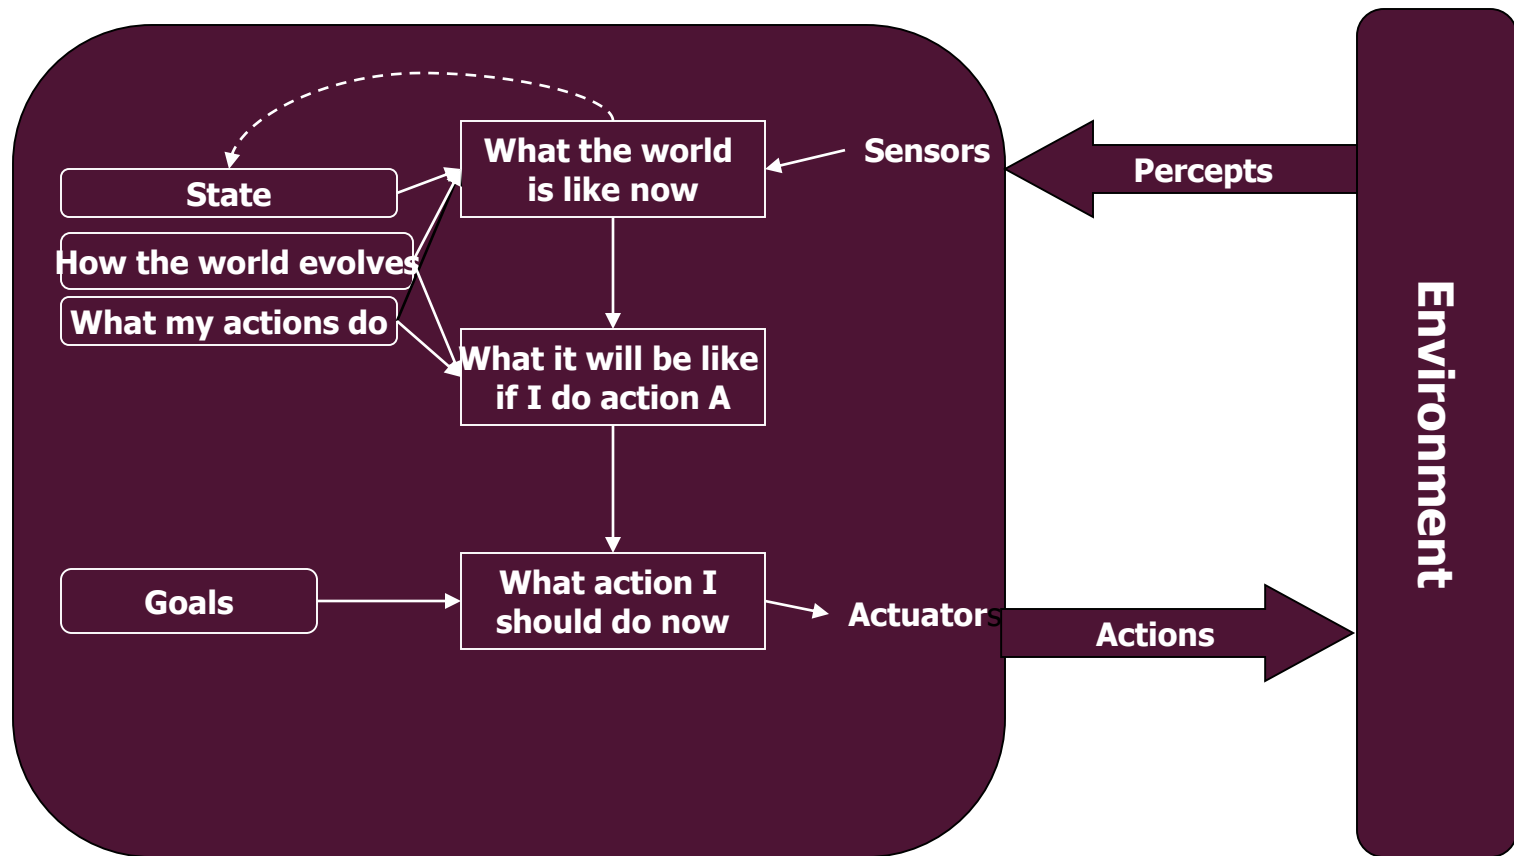 What the world
is like now
Sensors
Percepts
State
How the world evolves
What my actions do
What it will be like
if I do action A
Goals
What action I
should do now
Actuators
Actions
Environment